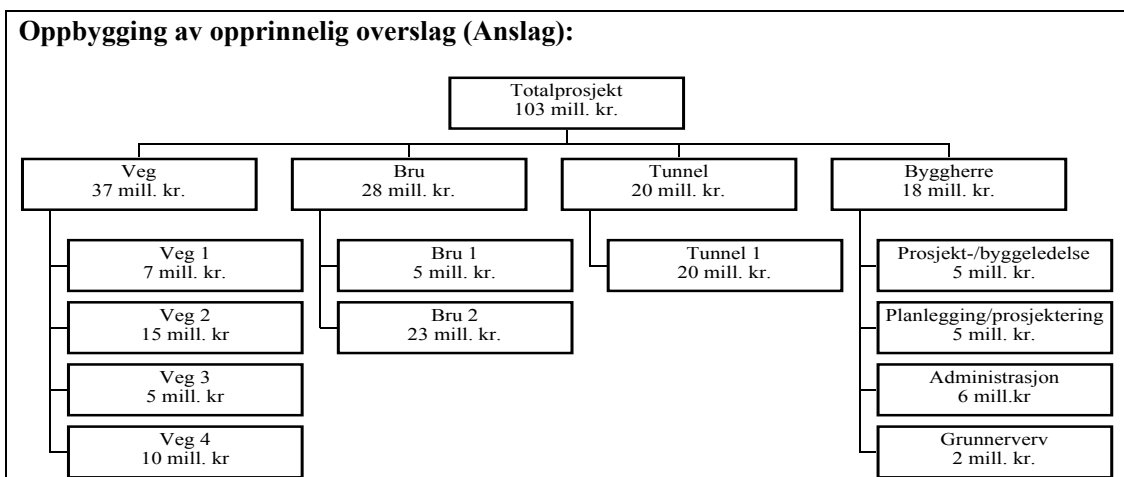 Oppbygging av opprinnelig overslag (Anslag):
Totalprosjekt
103 mill. kr.
Veg
37 mill. kr.
Bru
28 mill. kr.
Tunnel
20 mill. kr.
Byggherre
18 mill. kr.
Veg 1
7 mill. kr.
Veg 2
15 mill. kr
Veg 3
5 mill. kr
Veg 4
10 mill. kr
Bru 1
5 mill. kr.
Bru 2
23 mill. kr.
Tunnel 1
20 mill. kr.
Prosjekt-/byggeledelse
5 mill. kr.
Planlegging/prosjektering
5 mill. kr.
Administrasjon
6 mill.kr
Grunnerverv
2 mill. kr.